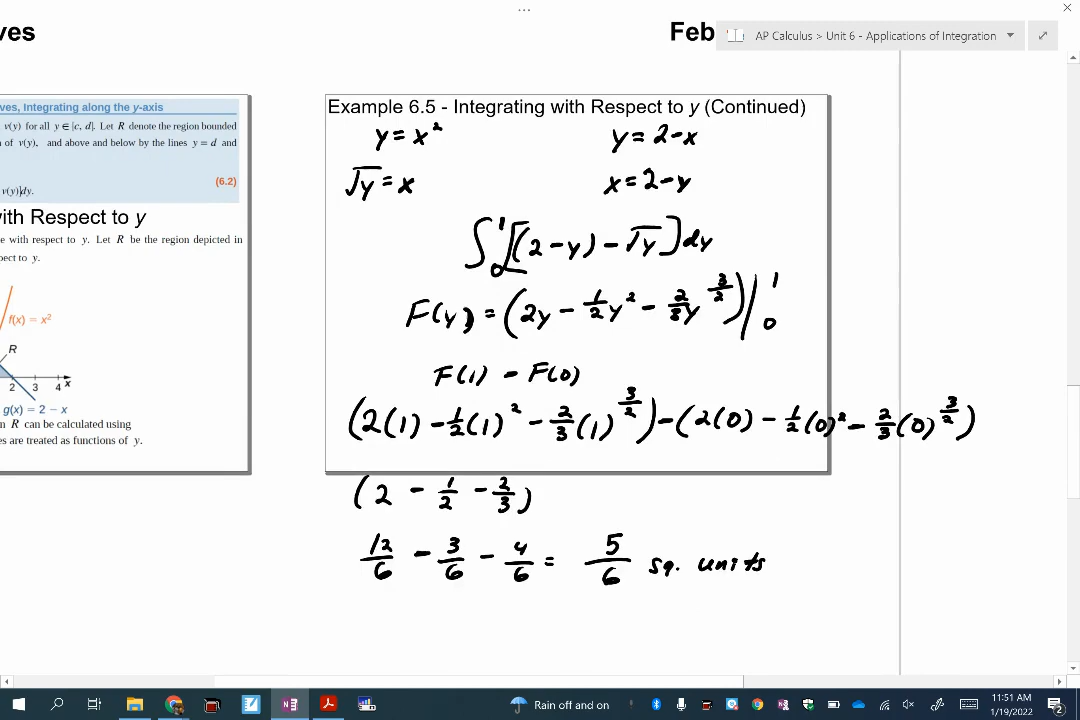 ves
Feb
AP Calculus > Unit 6 - Applications of Integration
ves, Integrating along the y-axis
v(y) for all y ∈ [c, d]. Let R denote the region bounded
of v(y), and above and below by the lines y = d and
(6.2)
v(y)]dy.
ith Respect to y
e with respect to y. Let R be the region depicted in
pect to y.
f(x) = x²
R
2 3 4 x
g(x) = 2 − x
n R can be calculated using
es are treated as functions of y.
Example 6.5 - Integrating with Respect to y (Continued)
y = x² y = 2 - x
√y = x x = 2 - y
∫₀¹ [(2 - y) - √y] dy
F(y) = (2y - 1/2 y² - 2/3 y^3/2) |₀¹
F(1) - F(0)
(2(1) - 1/2(1)² - 2/3(1)^3/2) - (2(0) - 1/2(0)² - 2/3(0)^3/2)
(2 - 1/2 - 2/3)
12/6 - 3/6 - 4/6 = 5/6 sq. units
Rain off and on
11:51 AM
1/19/2022
2